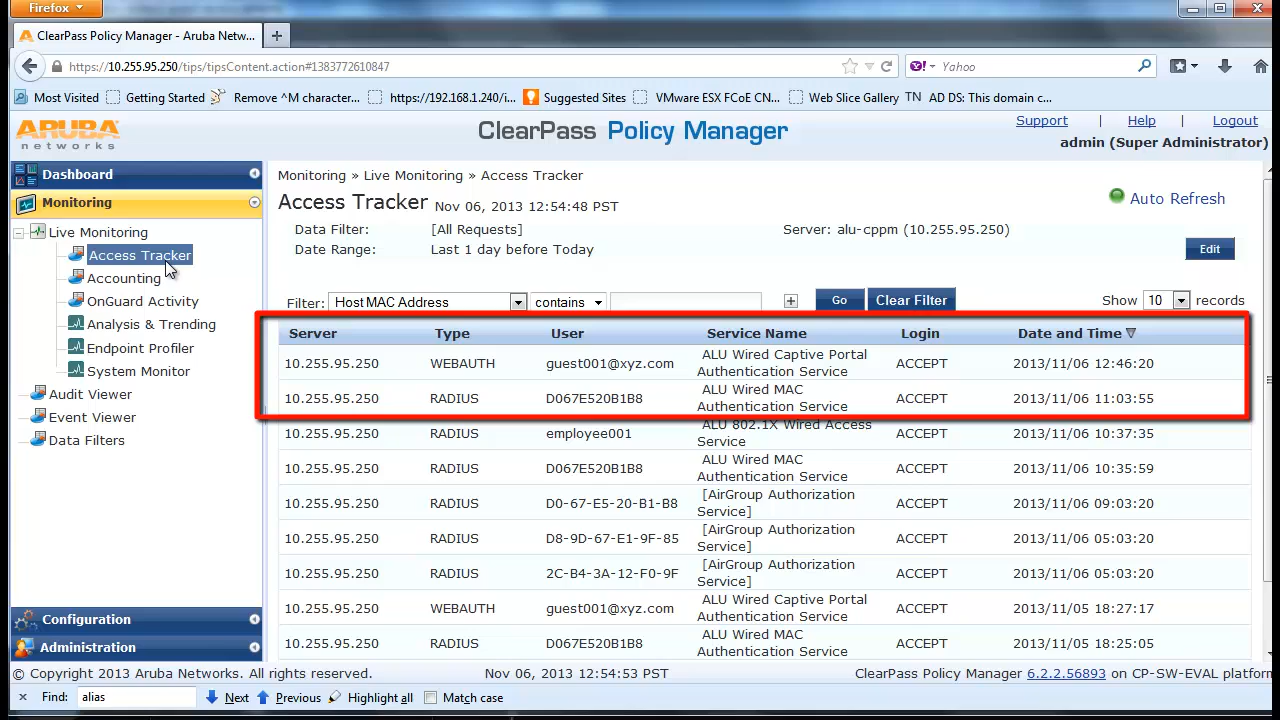 Firefox
ClearPass Policy Manager - Aruba Netw...
https://10.255.95.250/tips/tipsContent.action#1383772610847
Yahoo
Most Visited Getting Started Remove ^M character... https://192.168.1.240/i... Suggested Sites VMware ESX FCoE CN... Web Slice Gallery TN AD DS: This domain c...
ARUBA networks
ClearPass Policy Manager
Support | Help | Logout
admin (Super Administrator)
Dashboard
Monitoring
Live Monitoring
Access Tracker
Accounting
OnGuard Activity
Analysis & Trending
Endpoint Profiler
System Monitor
Audit Viewer
Event Viewer
Data Filters
Configuration
Administration
Monitoring » Live Monitoring » Access Tracker
Access Tracker Nov 06, 2013 12:54:48 PST
Auto Refresh
Data Filter: [All Requests] Server: alu-cppm (10.255.95.250)
Date Range: Last 1 day before Today Edit
Filter: Host MAC Address contains Go Clear Filter Show 10 records
Server Type User Service Name Login Date and Time
10.255.95.250 WEBAUTH guest001@xyz.com ALU Wired Captive Portal Authentication Service ACCEPT 2013/11/06 12:46:20
10.255.95.250 RADIUS D067E520B1B8 ALU Wired MAC Authentication Service ACCEPT 2013/11/06 11:03:55
10.255.95.250 RADIUS employee001 ALU 802.1X Wired Access Service ACCEPT 2013/11/06 10:37:35
10.255.95.250 RADIUS D067E520B1B8 ALU Wired MAC Authentication Service ACCEPT 2013/11/06 10:35:59
10.255.95.250 RADIUS D0-67-E5-20-B1-B8 [AirGroup Authorization Service] ACCEPT 2013/11/06 09:03:20
10.255.95.250 RADIUS D8-9D-67-E1-9F-85 [AirGroup Authorization Service] ACCEPT 2013/11/06 05:03:20
10.255.95.250 RADIUS 2C-B4-3A-12-F0-9F [AirGroup Authorization Service] ACCEPT 2013/11/06 05:03:20
10.255.95.250 WEBAUTH guest001@xyz.com ALU Wired Captive Portal Authentication Service ACCEPT 2013/11/05 18:27:17
10.255.95.250 RADIUS D067E520B1B8 ALU Wired MAC Authentication Service ACCEPT 2013/11/05 18:25:05
© Copyright 2013 Aruba Networks. All rights reserved. Nov 06, 2013 12:54:53 PST ClearPass Policy Manager 6.2.2.56893 on CP-SW-EVAL platform
Find: alias Next Previous Highlight all Match case